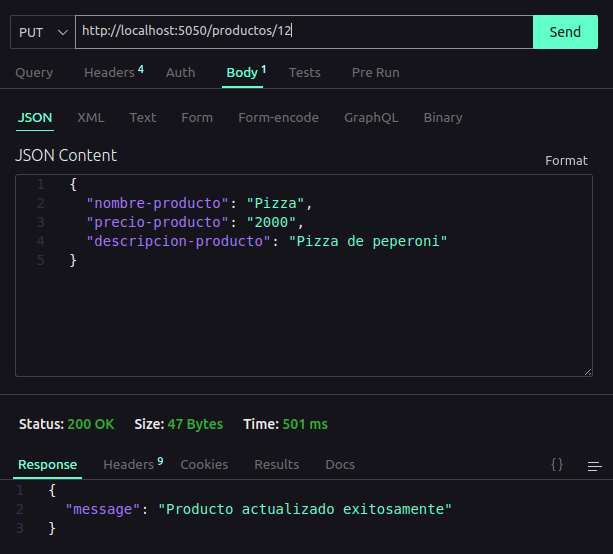 PUT http://localhost:5050/productos/12 Send
Query Headers 4 Auth Body 1 Tests Pre Run
JSON XML Text Form Form-encode GraphQL Binary
JSON Content
Format
1 {
2 "nombre-producto": "Pizza",
3 "precio-producto": "2000",
4 "descripcion-producto": "Pizza de peperoni"
5 }
Status: 200 OK Size: 47 Bytes Time: 501 ms
Response Headers 9 Cookies Results Docs {}
1 {
2 "message": "Producto actualizado exitosamente"
3 }